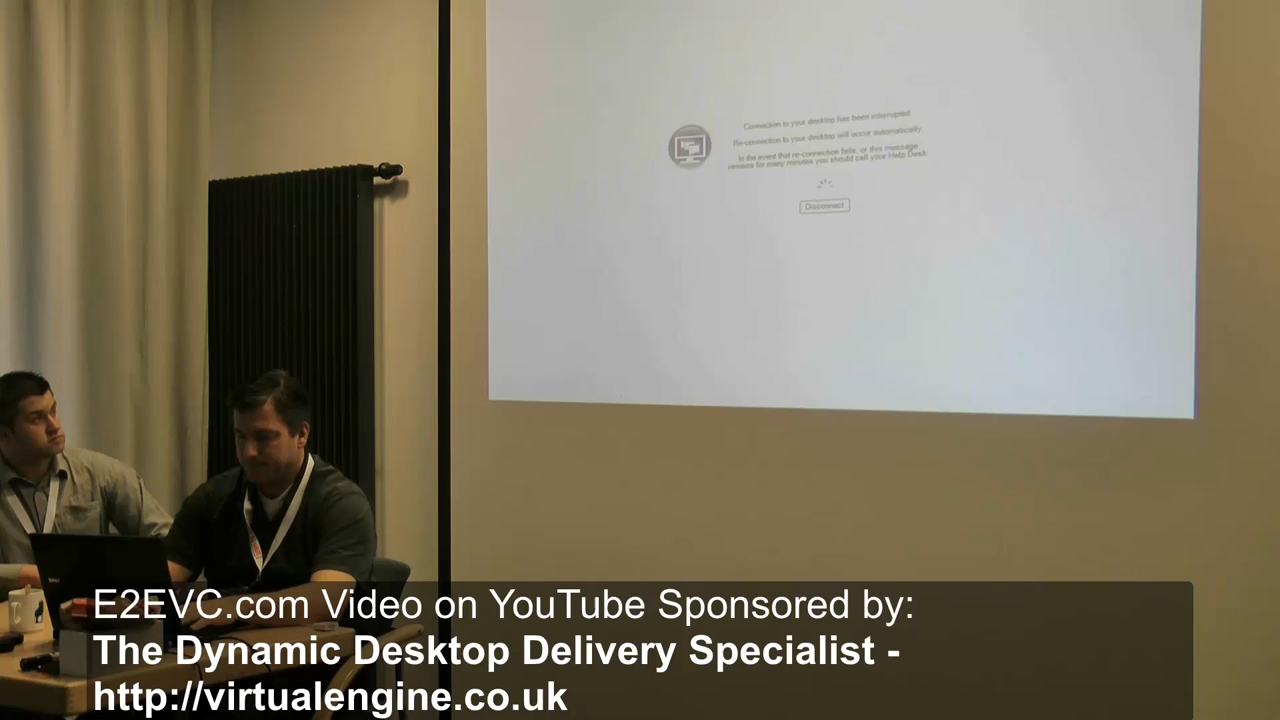 Connection to your desktop has been interrupted.
Re-connection to your desktop will occur automatically.
In the event that re-connection fails, or this message
remains for many minutes you should call your Help Desk.
Disconnect
E2EVC.com Video on YouTube Sponsored by:
The Dynamic Desktop Delivery Specialist -
http://virtualengine.co.uk